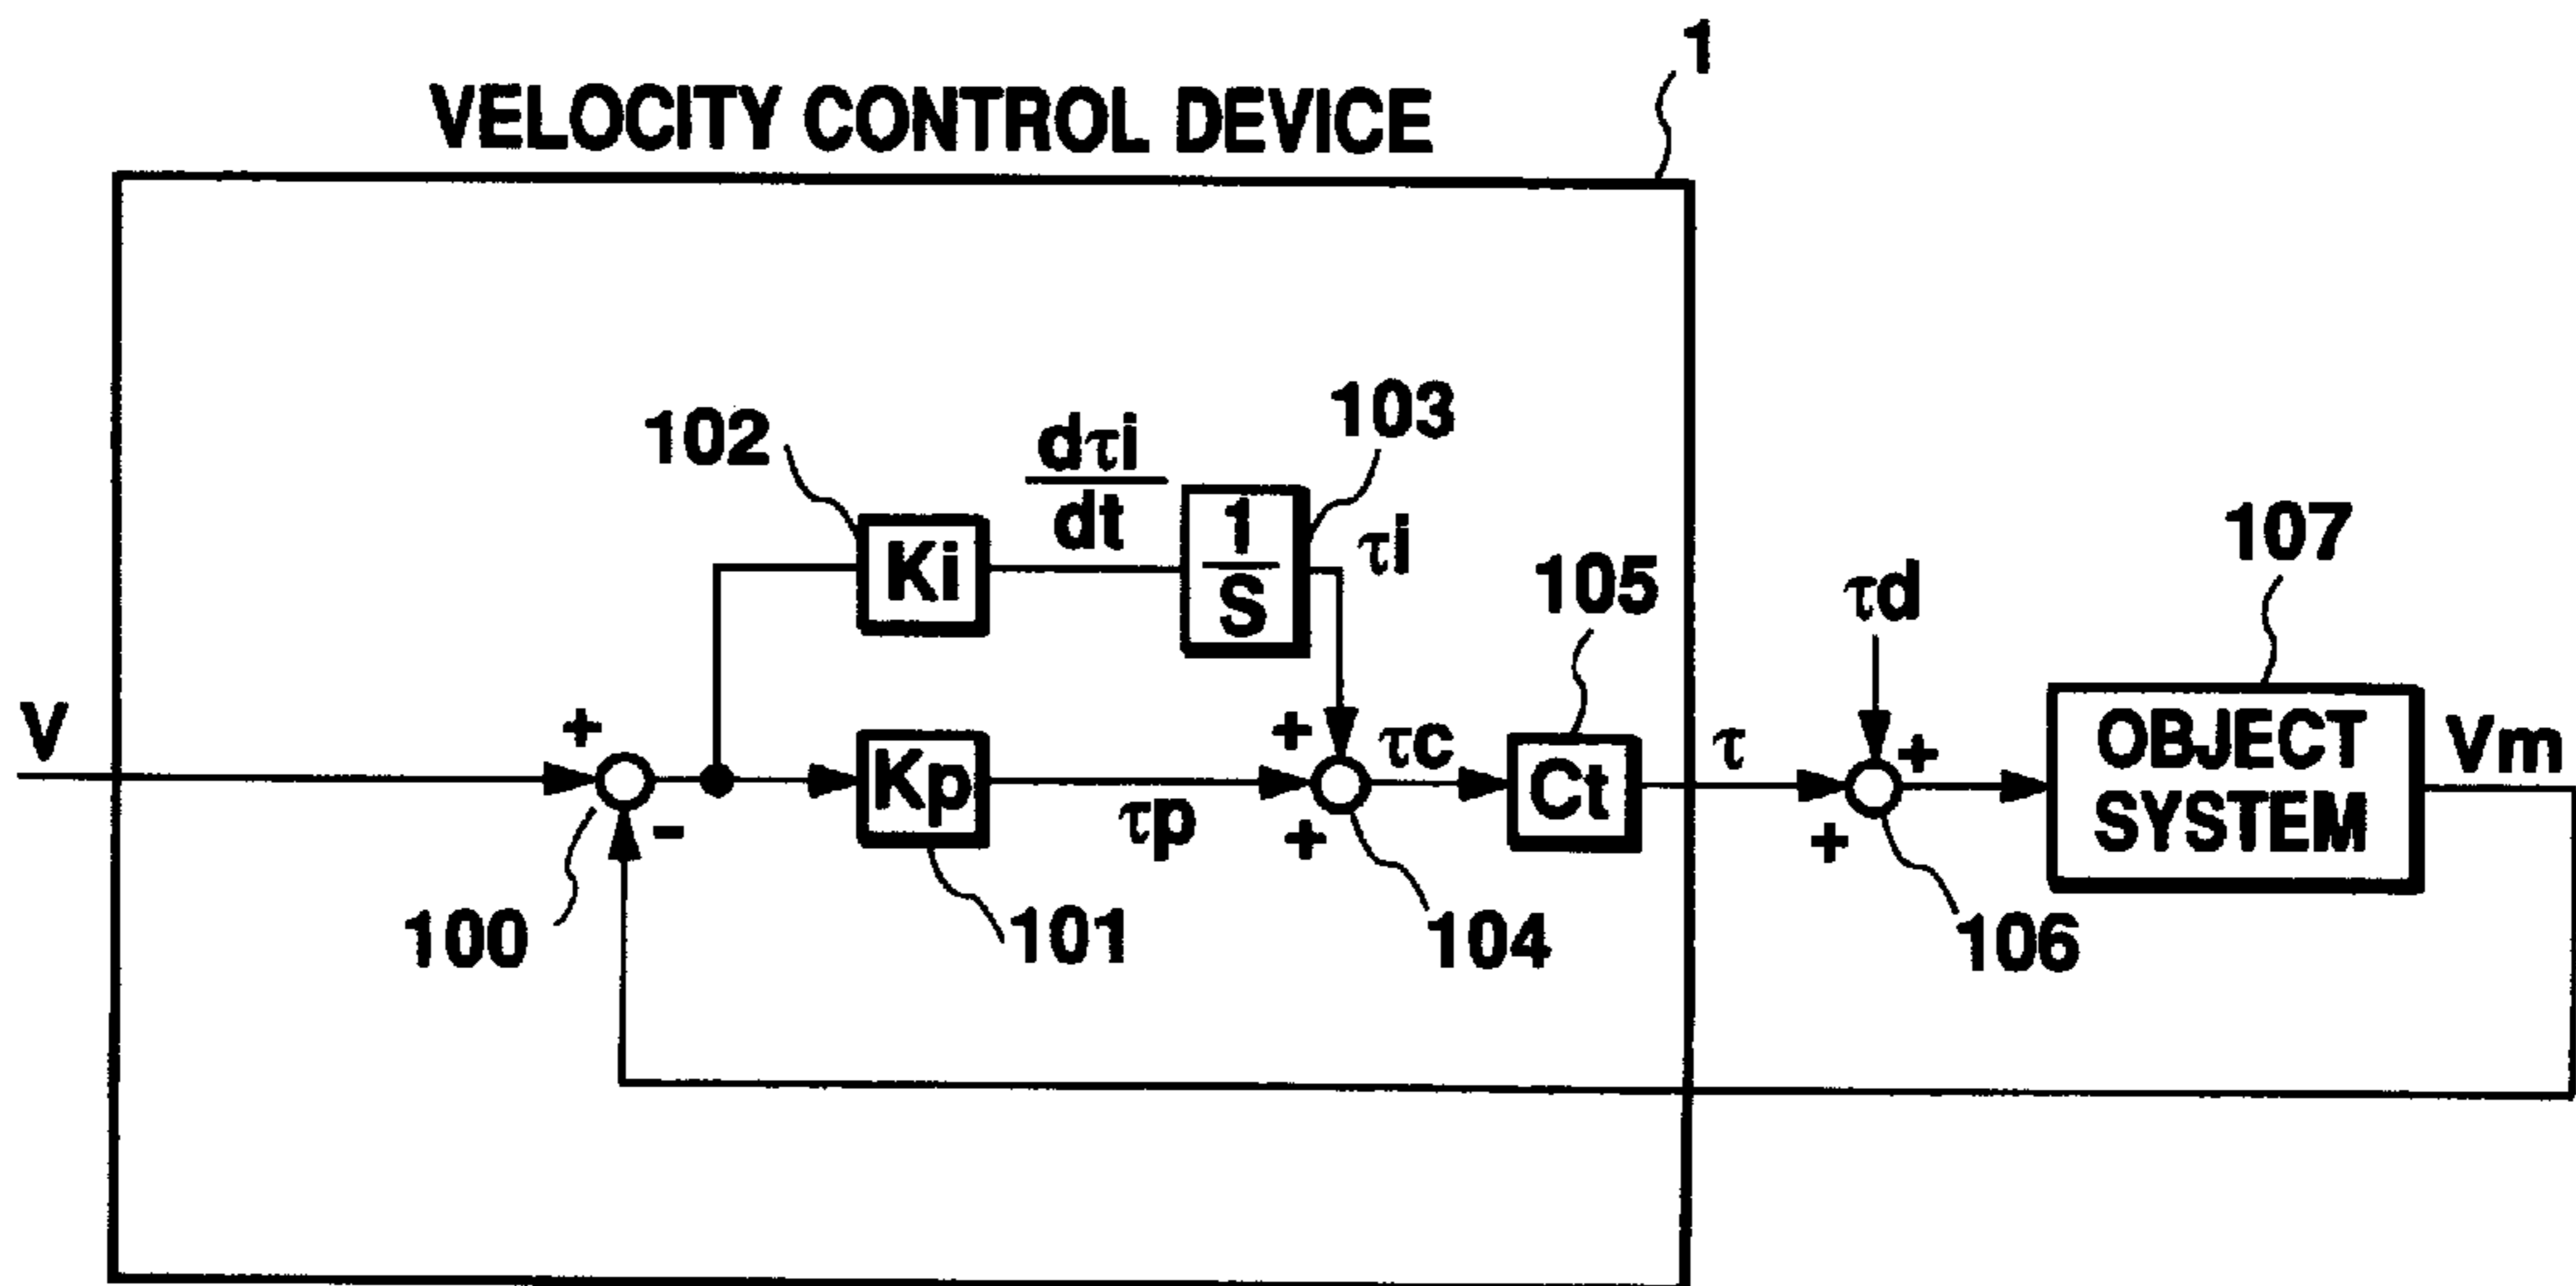 1
VELOCITY CONTROL DEVICE
102
dτi
dt
103
Ki
1
S
τi
105
τd
107
V
+
-
Kp
τp
+
+
τc
Ct
τ
+
+
OBJECT
SYSTEM
Vm
100
101
104
106